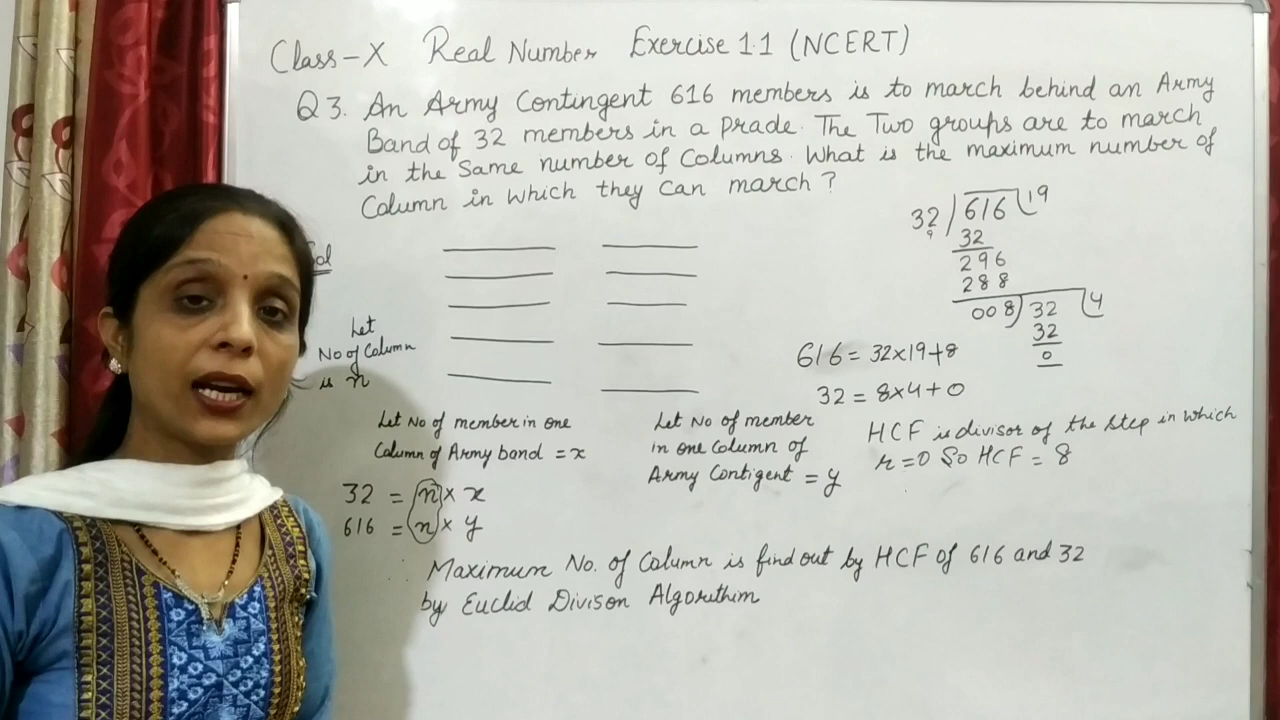 Class-X Real Number Exercise 1.1 (NCERT)
Q3. An Army Contingent 616 members is to march behind an Army
Band of 32 members in a Prade. The Two groups are to march
in the Same number of Columns. What is the maximum number of
Column in which they can march?
Sol
Let
No of Column
is n
Let No of member in one
Column of Army band = x
Let No of member
in one Column of
Army Contigent = y
32 = n × x
616 = n × y
32)616(19
9
32
296
288
008)32(4
32
0
616 = 32×19+8
32 = 8×4+0
HCF is divisor of the step in which
r=0 So HCF = 8
Maximum No. of Column is find out by HCF of 616 and 32
by Euclid Divison Algorithim